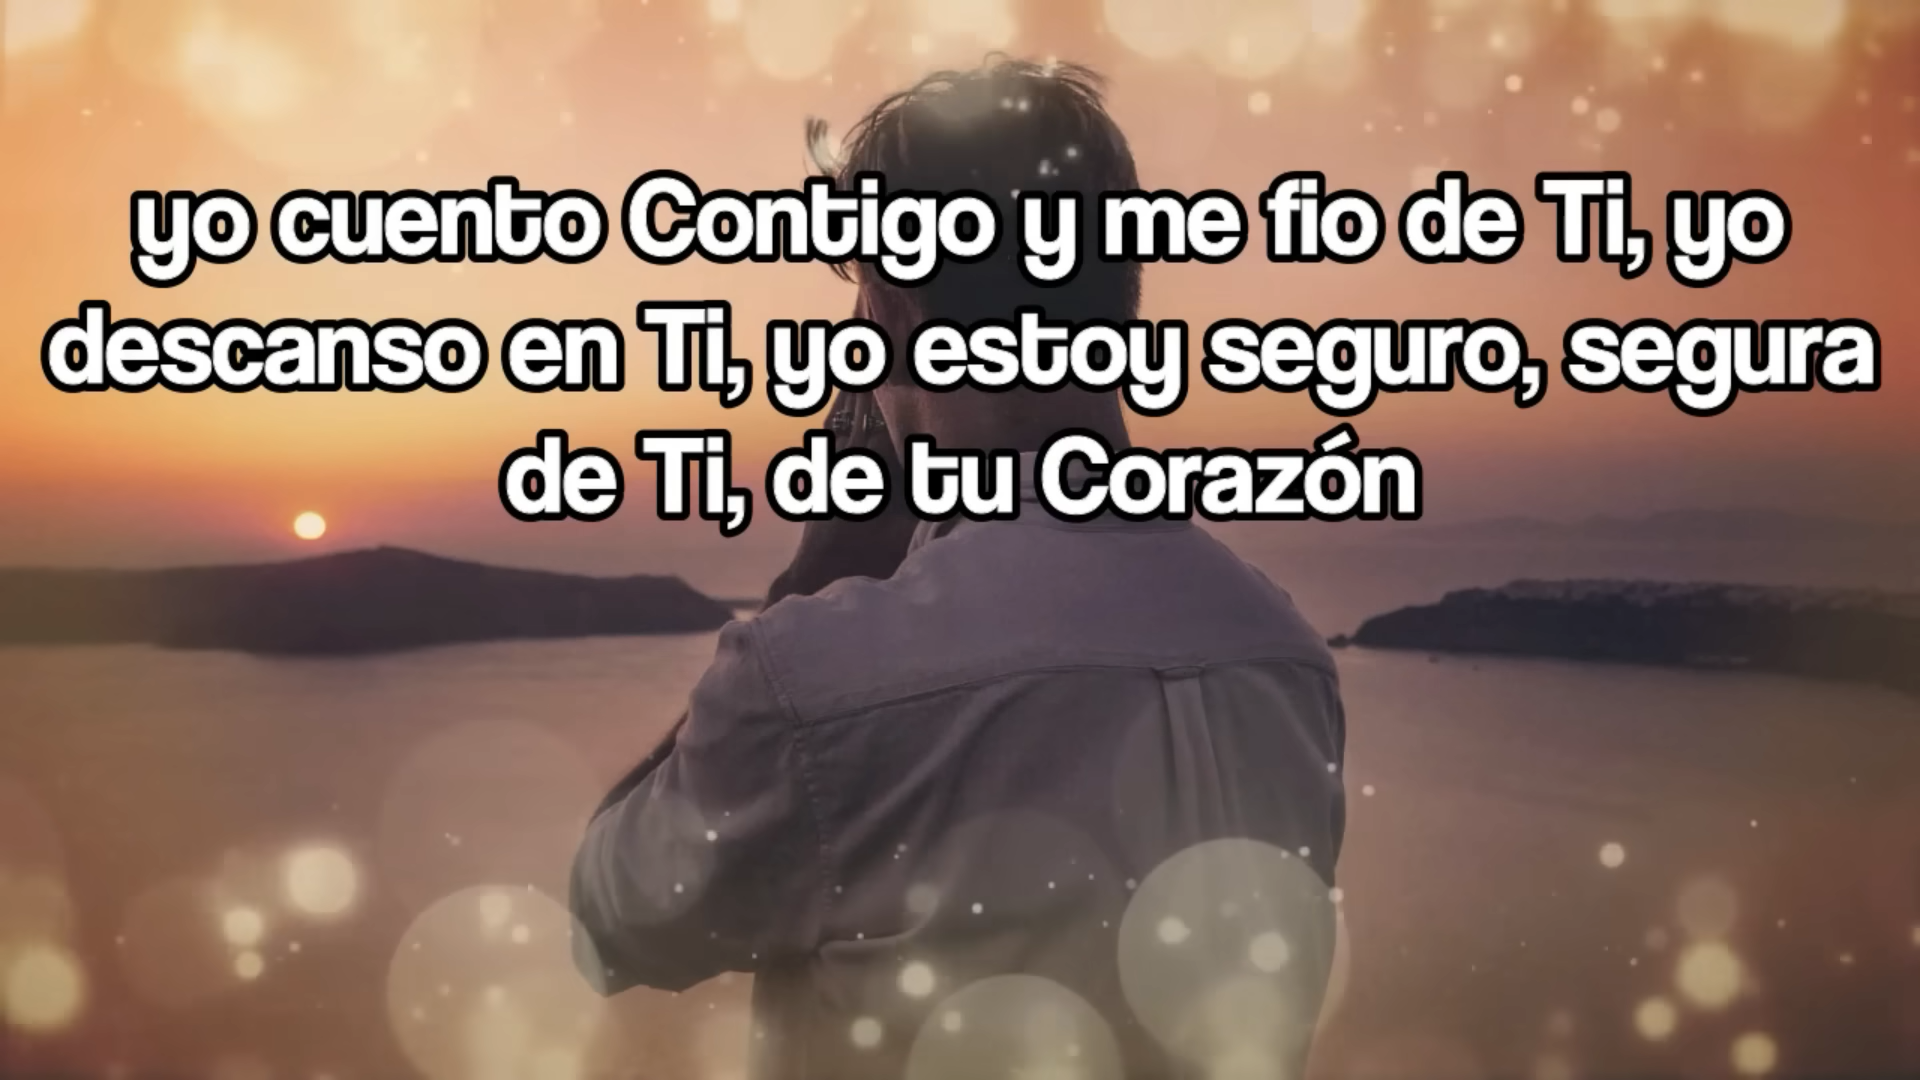 yo cuento Contigo y me fio de Ti, yo
descanso en Ti, yo estoy seguro, segura
de Ti, de tu Corazón